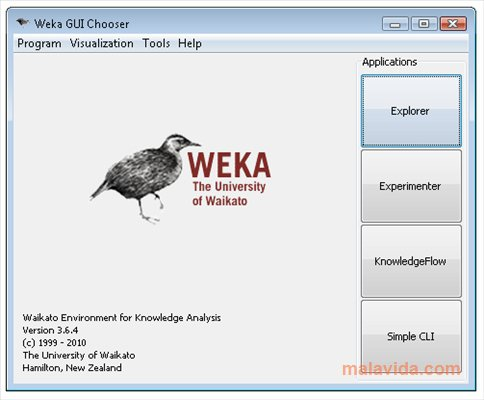 Weka GUI Chooser
Program Visualization Tools Help
Applications
Explorer
Experimenter
KnowledgeFlow
Simple CLI
WEKA
The University
of Waikato
Waikato Environment for Knowledge Analysis
Version 3.6.4
(c) 1999 - 2010
The University of Waikato
Hamilton, New Zealand
malavida.com